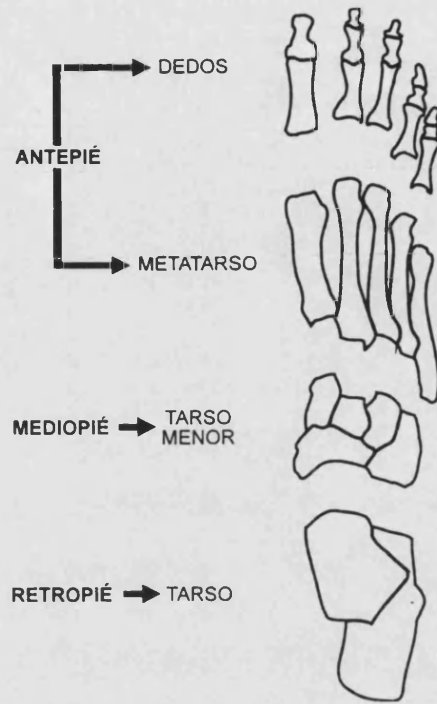 DEDOS
ANTEPIÉ
METATARSO
MEDIOPIÉ TARSO
MENOR
RETROPIÉ TARSO